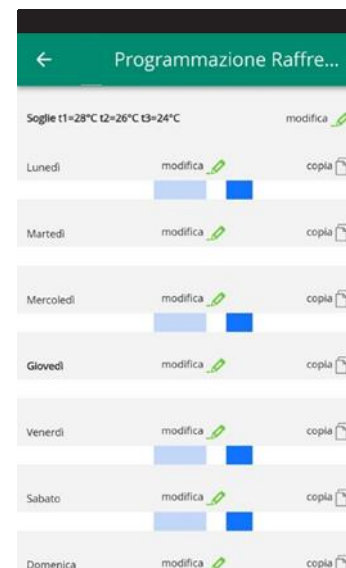 Programmazione Raffre...
Soglie t1=28°C t2=26°C t3=24°C modifica
Lunedì modifica copia
Martedì modifica copia
Mercoledì modifica copia
Giovedì modifica copia
Venerdì modifica copia
Sabato modifica copia
Domenica modifica copia